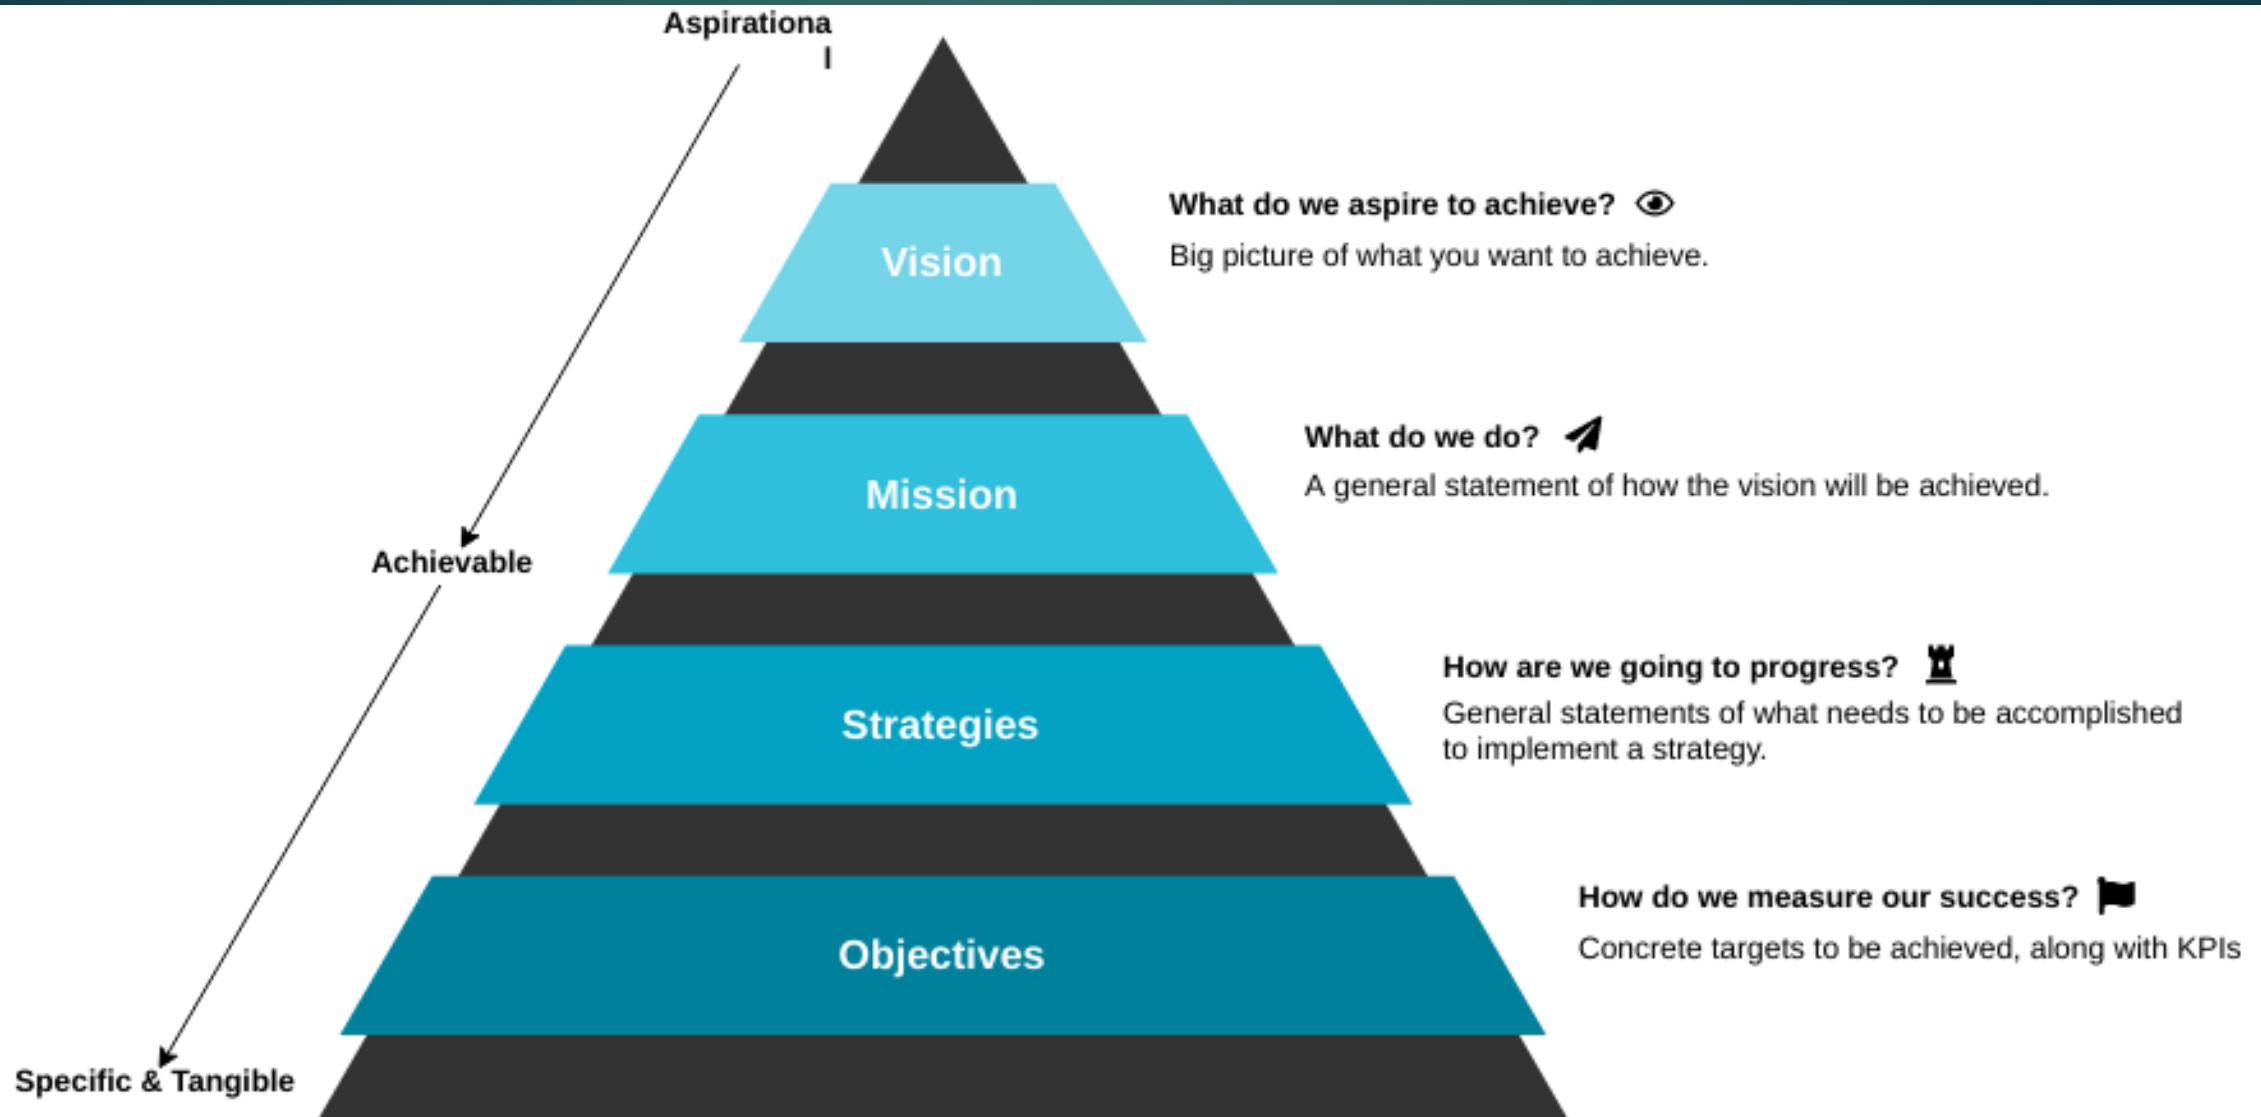 Aspirationa
l
What do we aspire to achieve?
Big picture of what you want to achieve.
Vision
What do we do?
A general statement of how the vision will be achieved.
Mission
Achievable
How are we going to progress?
General statements of what needs to be accomplished
to implement a strategy.
Strategies
How do we measure our success?
Concrete targets to be achieved, along with KPIs
Objectives
Specific & Tangible